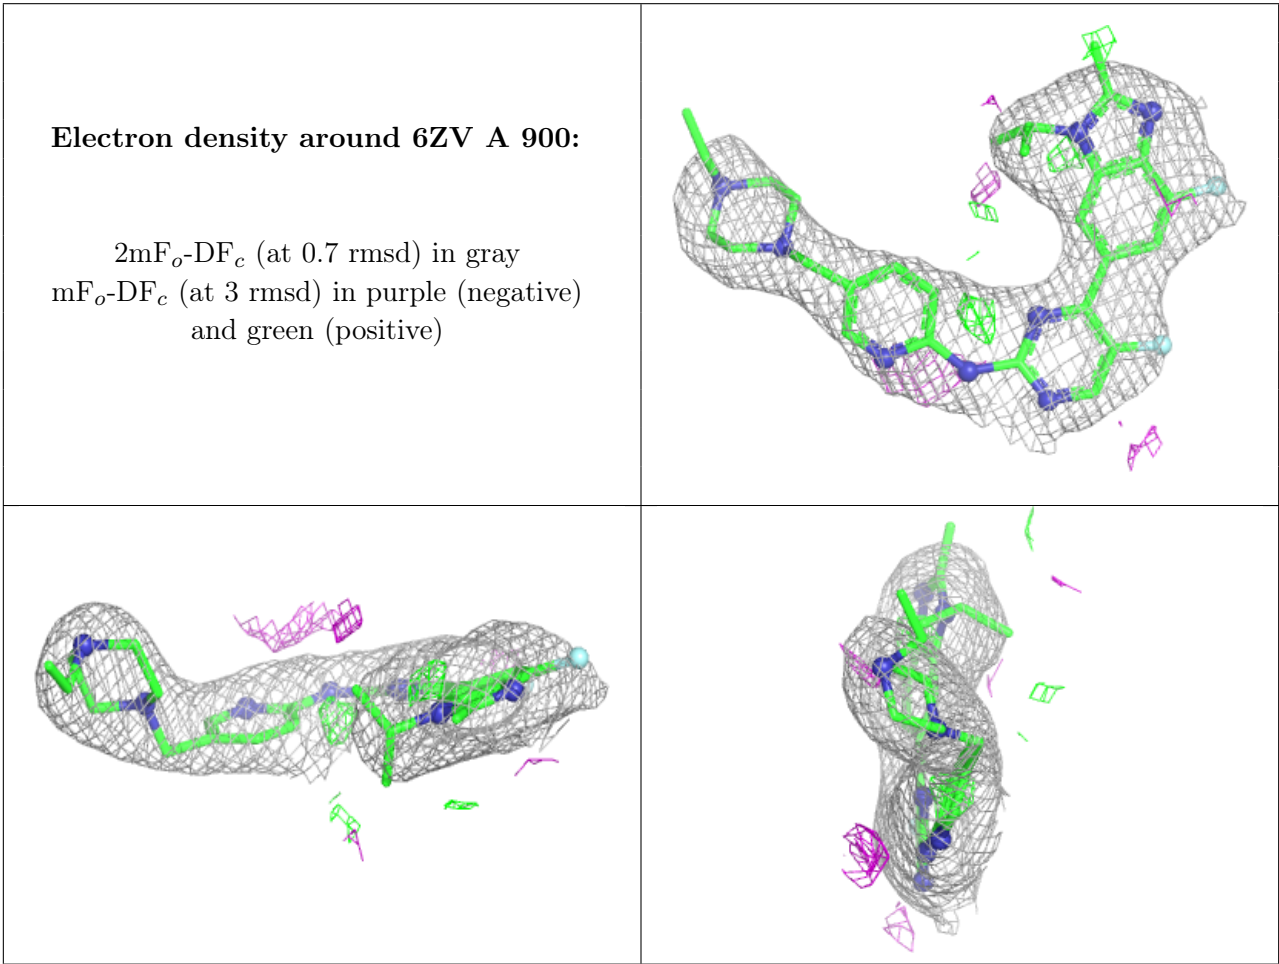 Electron density around 6ZV A 900:
2mFo-DFc (at 0.7 rmsd) in gray
mFo-DFc (at 3 rmsd) in purple (negative)
and green (positive)